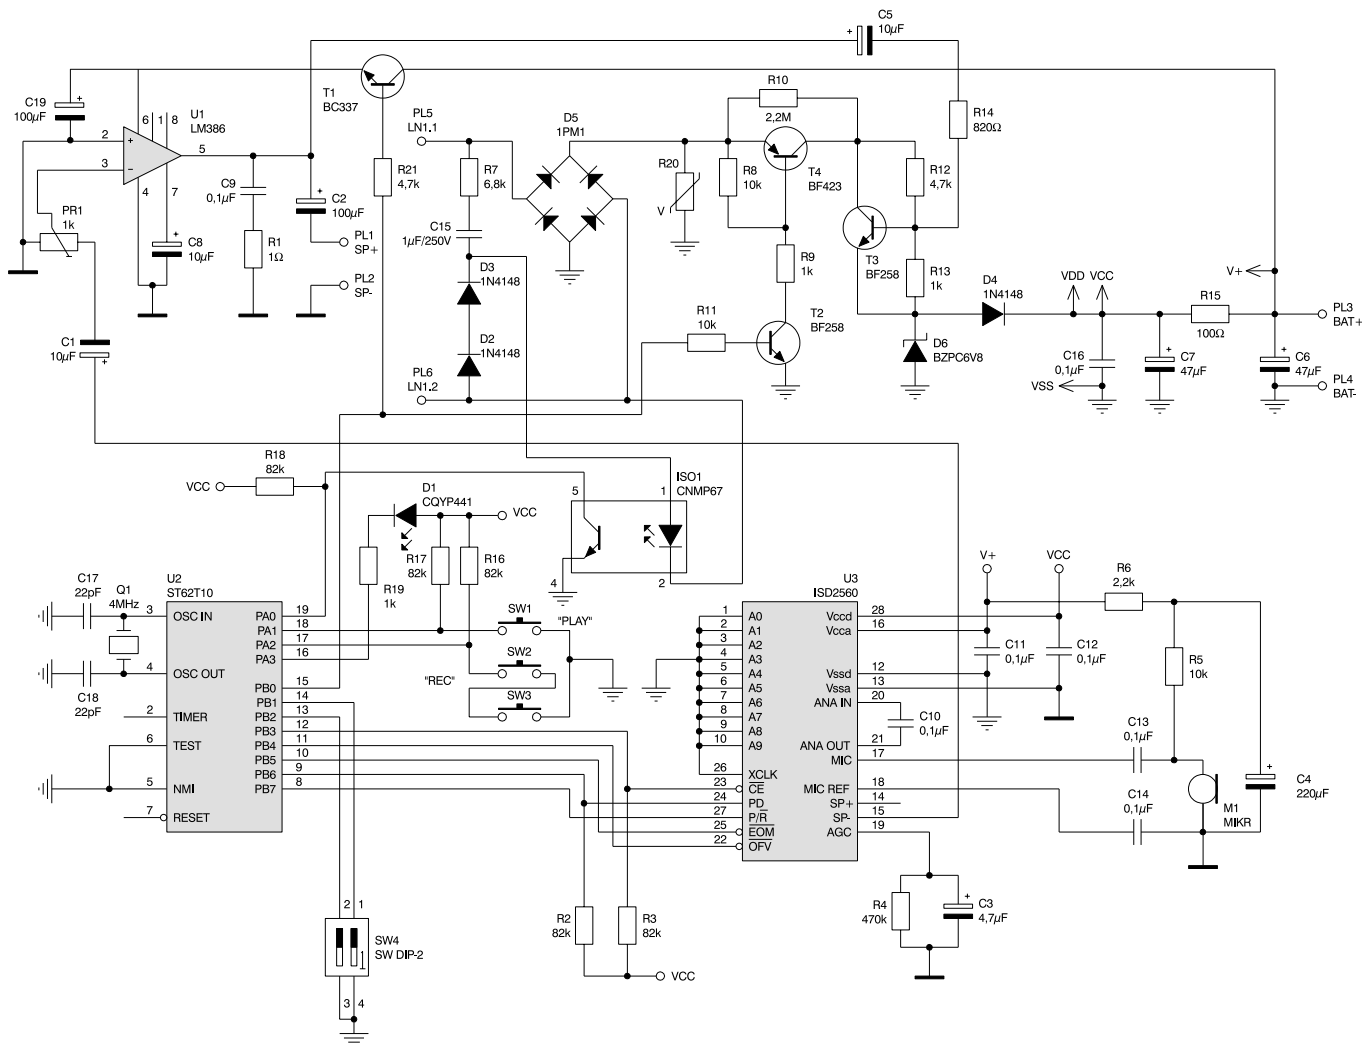 C5
10µF
C19
100µF
U1
LM386
6
1
8
2
3
5
4
7
+
−
PR1
1k
C9
0,1µF
C8
10µF
R1
1Ω
C2
100µF
PL1
SP+
PL2
SP-
C1
10µF
T1
BC337
R21
4,7k
PL5
LN1.1
R7
6,8k
C15
1µF/250V
D3
1N4148
D2
1N4148
PL6
LN1.2
D5
1PM1
R20
V
R10
2,2M
R8
10k
T4
BF423
R9
1k
R11
10k
T2
BF258
R14
820Ω
R12
4,7k
T3
BF258
R13
1k
D4
1N4148
D6
BZPC6V8
VDD
VCC
V+
R15
100Ω
PL3
BAT+
C16
0,1µF
C7
47µF
C6
47µF
VSS
PL4
BAT-
R18
82k
VCC
D1
CQYP441
VCC
R17
82k
R16
82k
R19
1k
ISO1
CNMP67
5
1
4
2
C17
22pF
Q1
4MHz
C18
22pF
U2
ST62T10
3
OSC IN
4
OSC OUT
2
TIMER
6
TEST
5
NMI
7
RESET
PA0
19
PA1
18
PA2
17
PA3
16
PB0
15
PB1
14
PB2
13
PB3
12
PB4
11
PB5
10
PB6
9
PB7
8
SW1
"PLAY"
SW2
"REC"
SW3
U3
ISD2560
1
A0
2
A1
3
A2
4
A3
5
A4
6
A5
7
A6
8
A7
9
A8
10
A9
26
XCLK
23
CE
24
PD
27
P/R
25
EOM
22
OFV
Vccd
28
Vcca
16
Vssd
12
Vssa
13
ANA IN
20
ANA OUT
21
MIC
17
MIC REF
18
SP+
14
SP-
15
AGC
19
V+
VCC
R6
2,2k
C11
0,1µF
C12
0,1µF
R5
10k
C10
0,1µF
C13
0,1µF
C14
0,1µF
M1
MIKR
C4
220µF
R4
470k
C3
4,7µF
R2
82k
R3
82k
VCC
2
1
SW4
SW DIP-2
1
3
4